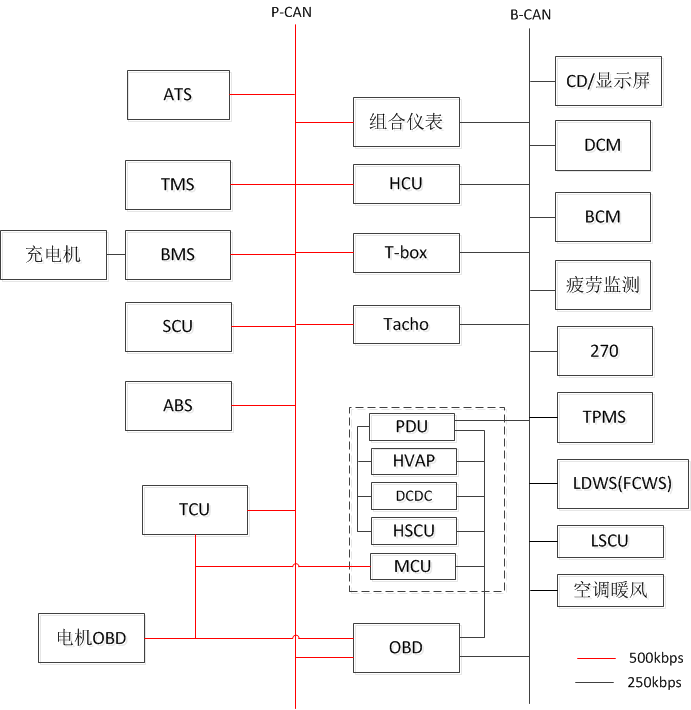 P-CAN
B-CAN
ATS
CD/显示屏
组合仪表
DCM
TMS
HCU
BCM
充电机
BMS
T-box
疲劳监测
SCU
Tacho
270
ABS
PDU
TPMS
HVAP
DCDC
LDWS(FCWS)
TCU
HSCU
LSCU
MCU
空调暖风
电机OBD
OBD
500kbps
250kbps